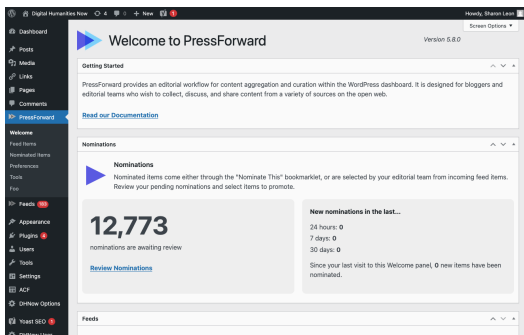 Digital Humanities Now 4 0 + New 1 Howdy, Sharon Leon
Screen Options ▼
Dashboard
Posts
Media
Links
Pages
Comments
PressForward
Welcome
Feed Items
Nominated Items
Preferences
Tools
Foo
Feeds 193
Appearance
Plugins 4
Users
Tools
Settings
ACF
DHNow Options
Yoast SEO 1
DHNow User
Welcome to PressForward
Version 5.8.0
Getting Started
PressForward provides an editorial workflow for content aggregation and curation within the WordPress dashboard. It is designed for bloggers and
editorial teams who wish to collect, discuss, and share content from a variety of sources on the open web.
Read our Documentation
Nominations
Nominations
Nominated items come either through the "Nominate This" bookmarklet, or are selected by your editorial team from incoming feed items.
Review your pending nominations and select items to promote.
12,773
nominations are awaiting review
Review Nominations
New nominations in the last...
24 hours: 0
7 days: 0
30 days: 0
Since your last visit to this Welcome panel, 0 new items have been
nominated.
Feeds